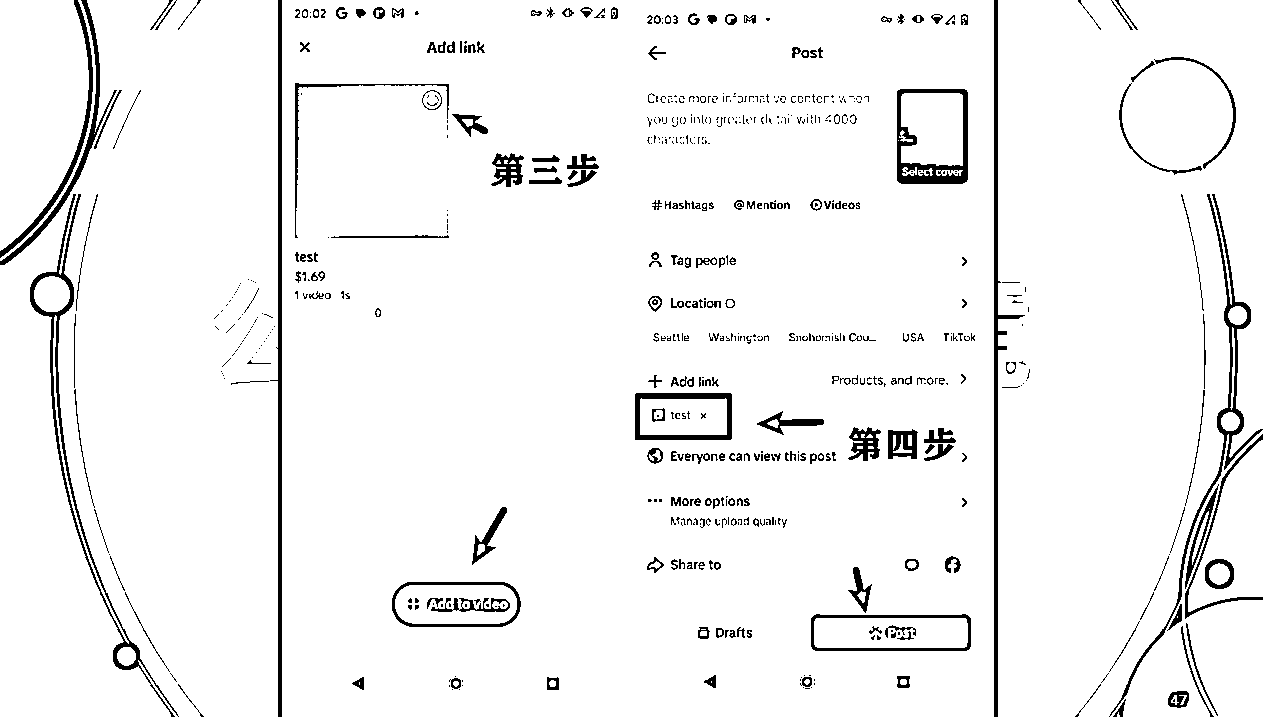 20:02
Add link
第三步
test
$1.69
1 video 1s
0
Add to video
20:03
Post
Create more informative content when
you go into greater detail with 4000
characters.
Select cover
#Hashtags @Mention Videos
Tag people
Location
Seattle Washington Snohomish Cou... USA TikTok
Add link Products, and more.
test ×
第四步
Everyone can view this post
More options
Manage upload quality
Share to
Drafts Post
47